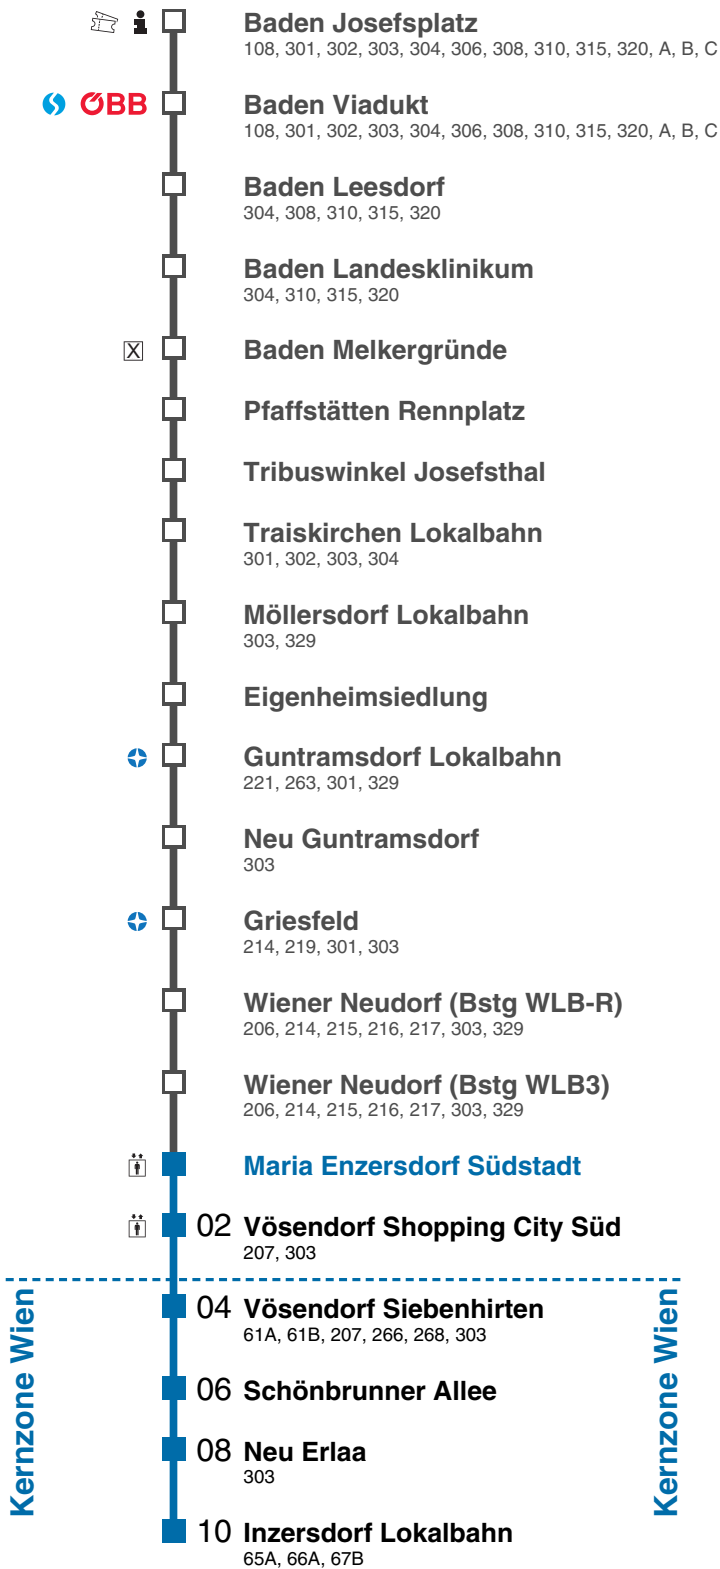 Baden Josefsplatz
108, 301, 302, 303, 304, 306, 308, 310, 315, 320, A, B, C
ÖBB
Baden Viadukt
108, 301, 302, 303, 304, 306, 308, 310, 315, 320, A, B, C
Baden Leesdorf
304, 308, 310, 315, 320
Baden Landesklinikum
304, 310, 315, 320
X Baden Melkergründe
Pfaffstätten Rennplatz
Tribuswinkel Josefsthal
Traiskirchen Lokalbahn
301, 302, 303, 304
Möllersdorf Lokalbahn
303, 329
Eigenheimsiedlung
Guntramsdorf Lokalbahn
221, 263, 301, 329
Neu Guntramsdorf
303
Griesfeld
214, 219, 301, 303
Wiener Neudorf (Bstg WLB-R)
206, 214, 215, 216, 217, 303, 329
Wiener Neudorf (Bstg WLB3)
206, 214, 215, 216, 217, 303, 329
Maria Enzersdorf Südstadt
02 Vösendorf Shopping City Süd
207, 303
Kernzone Wien
04 Vösendorf Siebenhirten
61A, 61B, 207, 266, 268, 303
06 Schönbrunner Allee
08 Neu Erlaa
303
10 Inzersdorf Lokalbahn
65A, 66A, 67B
Kernzone Wien